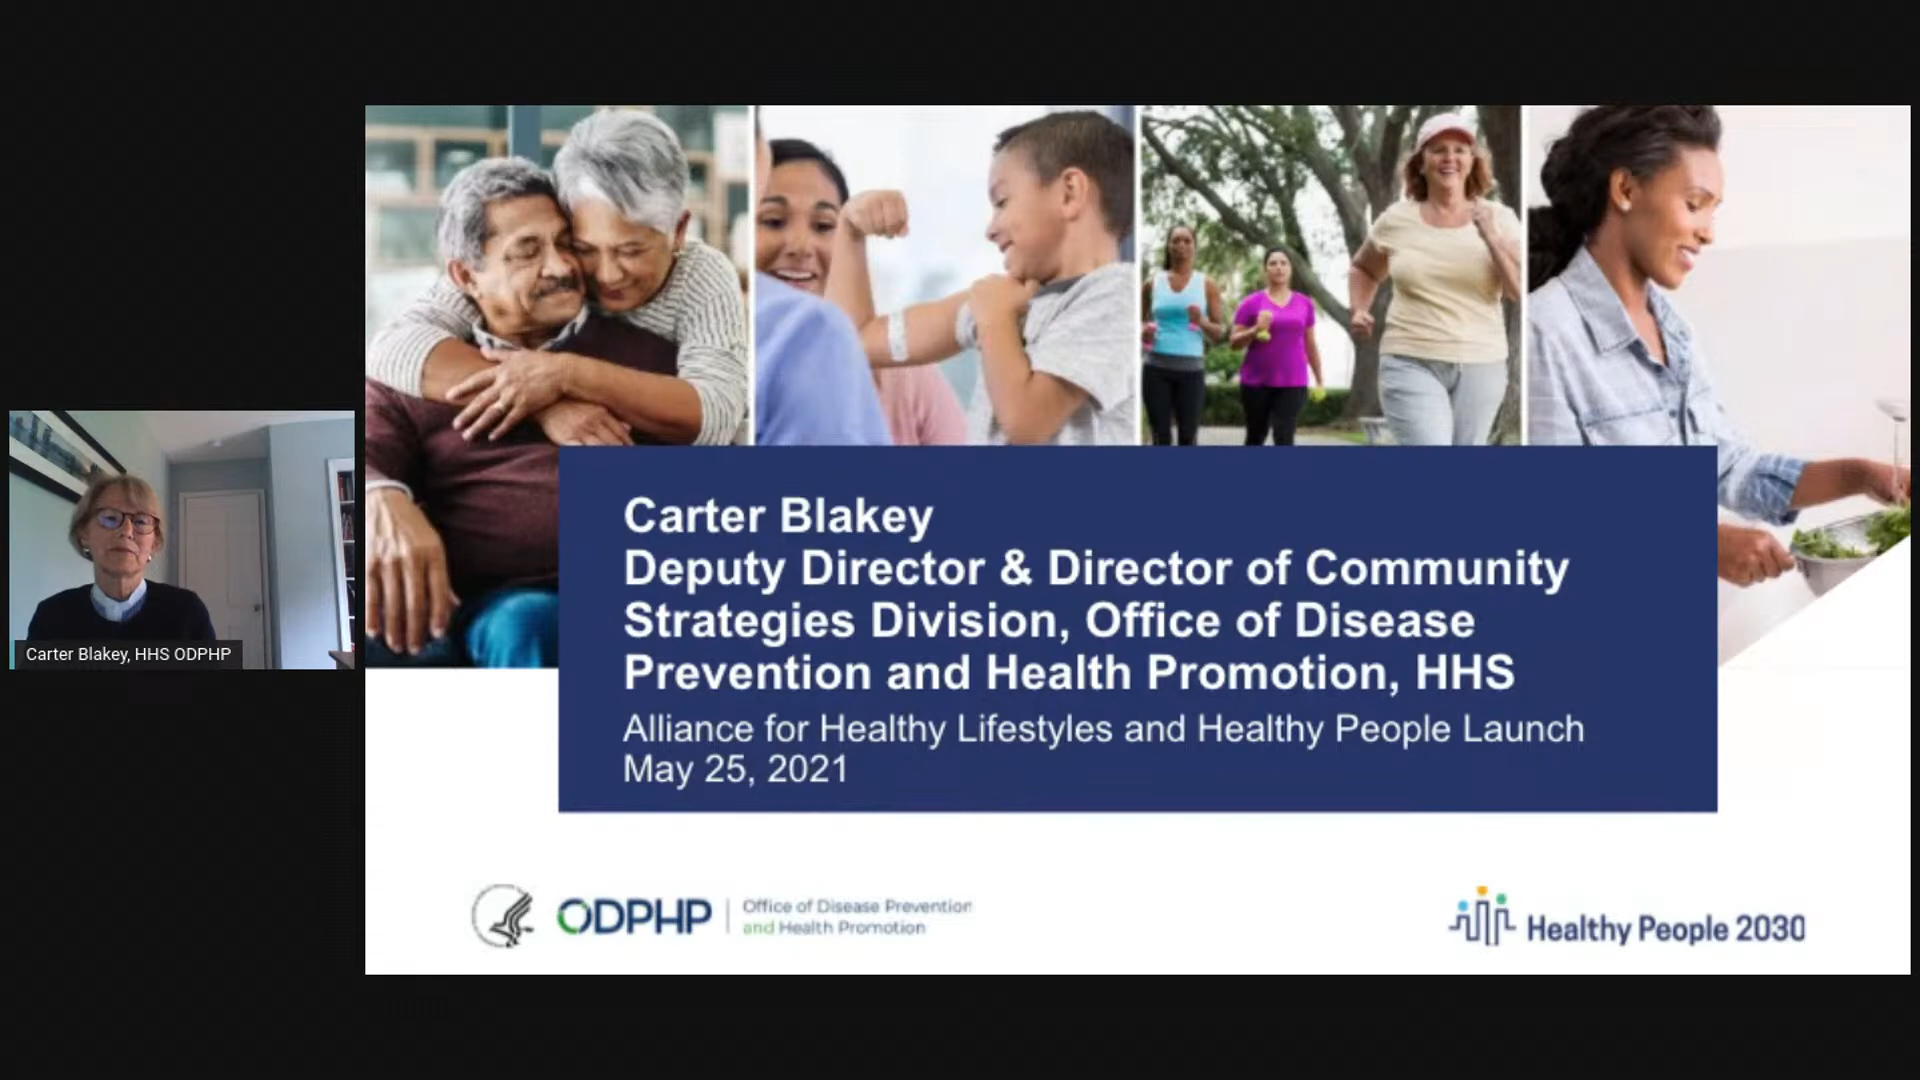 Carter Blakey, HHS ODPHP
Carter Blakey
Deputy Director & Director of Community
Strategies Division, Office of Disease
Prevention and Health Promotion, HHS
Alliance for Healthy Lifestyles and Healthy People Launch
May 25, 2021
ODPHP
Office of Disease Prevention
and Health Promotion
Healthy People 2030